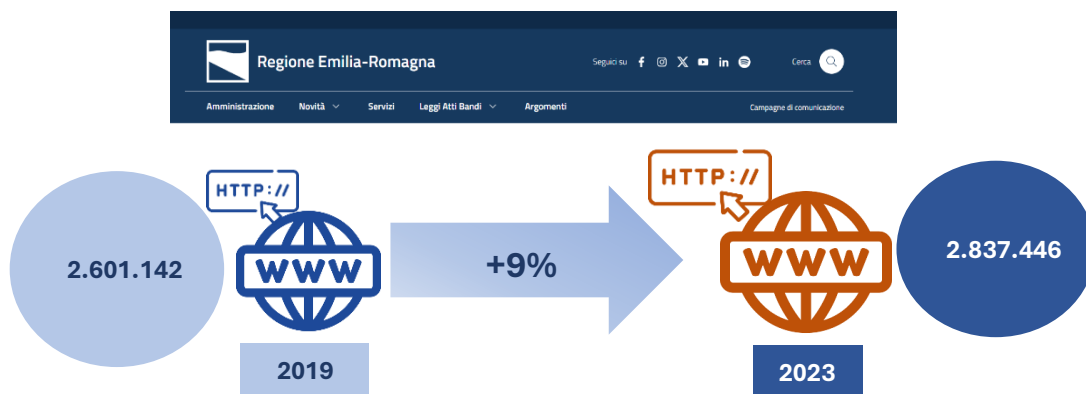 Regione Emilia-Romagna
Seguici su
Cerca
Amministrazione Novità Servizi Leggi Atti Bandi Argomenti
Campagne di comunicazione
HTTP://
HTTP://
2.601.142
WWW
+9%
WWW
2.837.446
2019
2023